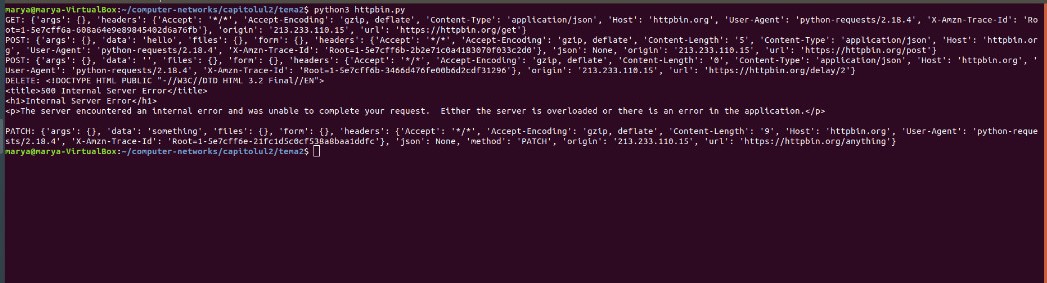 marya@marya-VirtualBox:~/computer-networks/capitolul2/tema2$ python3 httpbin.py
GET: {'args': {}, 'headers': {'Accept': '*/*', 'Accept-Encoding': 'gzip, deflate', 'Content-Type': 'application/json', 'Host': 'httpbin.org', 'User-Agent': 'python-requests/2.18.4', 'X-Amzn-Trace-Id': 'Ro
ot=1-5e7cff6a-608a64e9e89845402d6a76fb'}, 'origin': '213.233.110.15', 'url': 'https://httpbin.org/get'}
POST: {'args': {}, 'data': 'hello', 'files': {}, 'form': {}, 'headers': {'Accept': '*/*', 'Accept-Encoding': 'gzip, deflate', 'Content-Length': '5', 'Content-Type': 'application/json', 'Host': 'httpbin.or
g', 'User-Agent': 'python-requests/2.18.4', 'X-Amzn-Trace-Id': 'Root=1-5e7cff6b-2b2e71c0a4183070f033c2d0'}, 'json': None, 'origin': '213.233.110.15', 'url': 'https://httpbin.org/post'}
POST: {'args': {}, 'data': '', 'files': {}, 'form': {}, 'headers': {'Accept': '*/*', 'Accept-Encoding': 'gzip, deflate', 'Content-Length': '0', 'Content-Type': 'application/json', 'Host': 'httpbin.org', '
User-Agent': 'python-requests/2.18.4', 'X-Amzn-Trace-Id': 'Root=1-5e7cff6b-3466d476fe00b6d2cdf31296'}, 'origin': '213.233.110.15', 'url': 'https://httpbin.org/delay/2'}
DELETE: <!DOCTYPE HTML PUBLIC "-//W3C//DTD HTML 3.2 Final//EN">
<title>500 Internal Server Error</title>
<h1>Internal Server Error</h1>
<p>The server encountered an internal error and was unable to complete your request.  Either the server is overloaded or there is an error in the application.</p>
PATCH: {'args': {}, 'data': 'something', 'files': {}, 'form': {}, 'headers': {'Accept': '*/*', 'Accept-Encoding': 'gzip, deflate', 'Content-Length': '9', 'Host': 'httpbin.org', 'User-Agent': 'python-reque
sts/2.18.4', 'X-Amzn-Trace-Id': 'Root=1-5e7cff6e-21fc1d5c0cf538a8baa1ddfc'}, 'json': None, 'method': 'PATCH', 'origin': '213.233.110.15', 'url': 'https://httpbin.org/anything'}
marya@marya-VirtualBox:~/computer-networks/capitolul2/tema2$